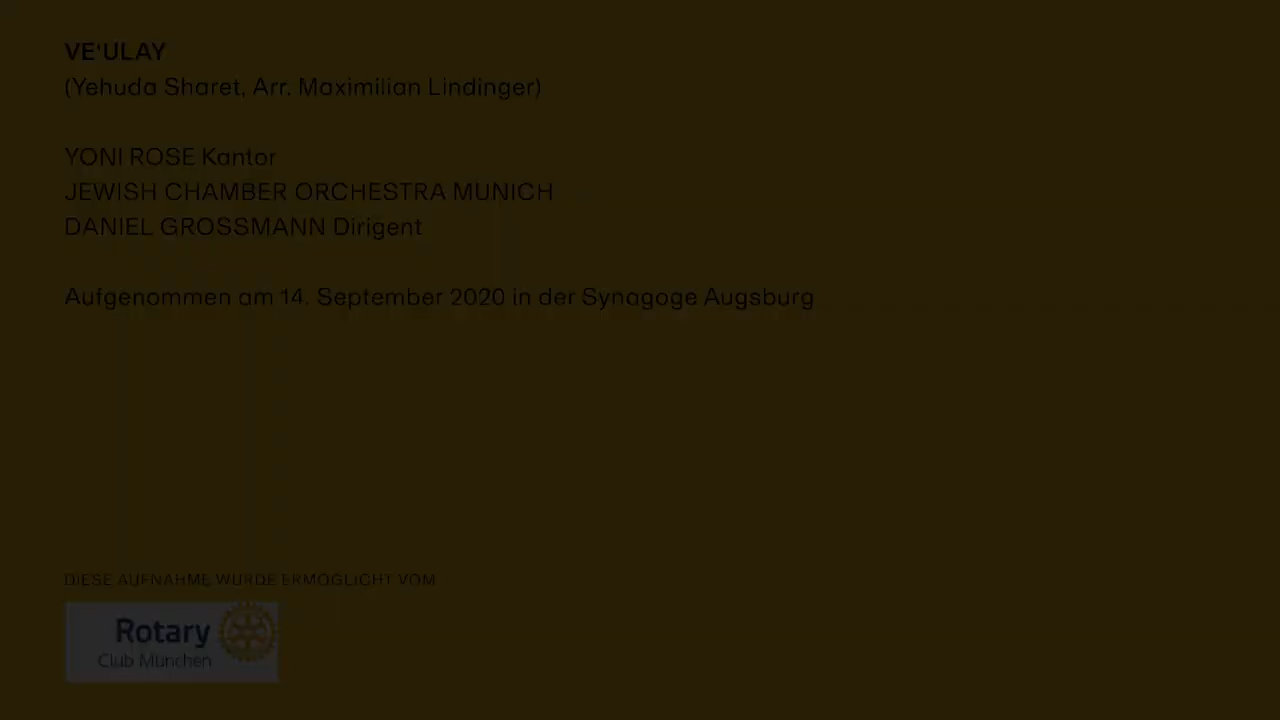 VE'ULAY
(Yehuda Sharet, Arr. Maximilian Lindinger)
YONI ROSE Kantor
JEWISH CHAMBER ORCHESTRA MUNICH
DANIEL GROSSMANN Dirigent
Aufgenommen am 14. September 2020 in der Synagoge Augsburg
DIESE AUFNAHME WURDE ERMÖGLICHT VOM
Rotary
Club München